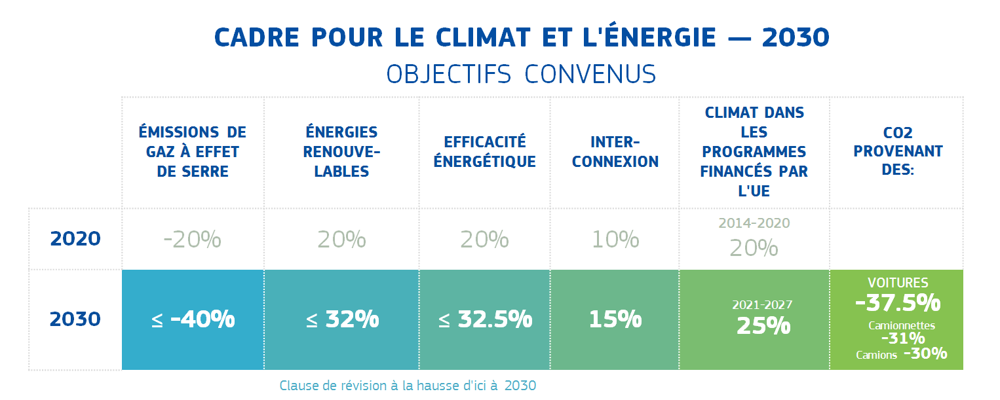 CADRE POUR LE CLIMAT ET L'ÉNERGIE — 2030
OBJECTIFS CONVENUS
ÉMISSIONS DE
GAZ À EFFET
DE SERRE
ÉNERGIES
RENOUVE-
LABLES
EFFICACITÉ
ÉNERGÉTIQUE
INTER-
CONNEXION
CLIMAT DANS
LES
PROGRAMMES
FINANCÉS PAR
L'UE
CO2
PROVENANT
DES:
2020
-20%
20%
20%
10%
2014-2020
20%
2030
≤ -40%
≤ 32%
≤ 32.5%
15%
2021-2027
25%
VOITURES
-37.5%
Camionnettes
-31%
Camions -30%
Clause de révision à la hausse d'ici à 2030